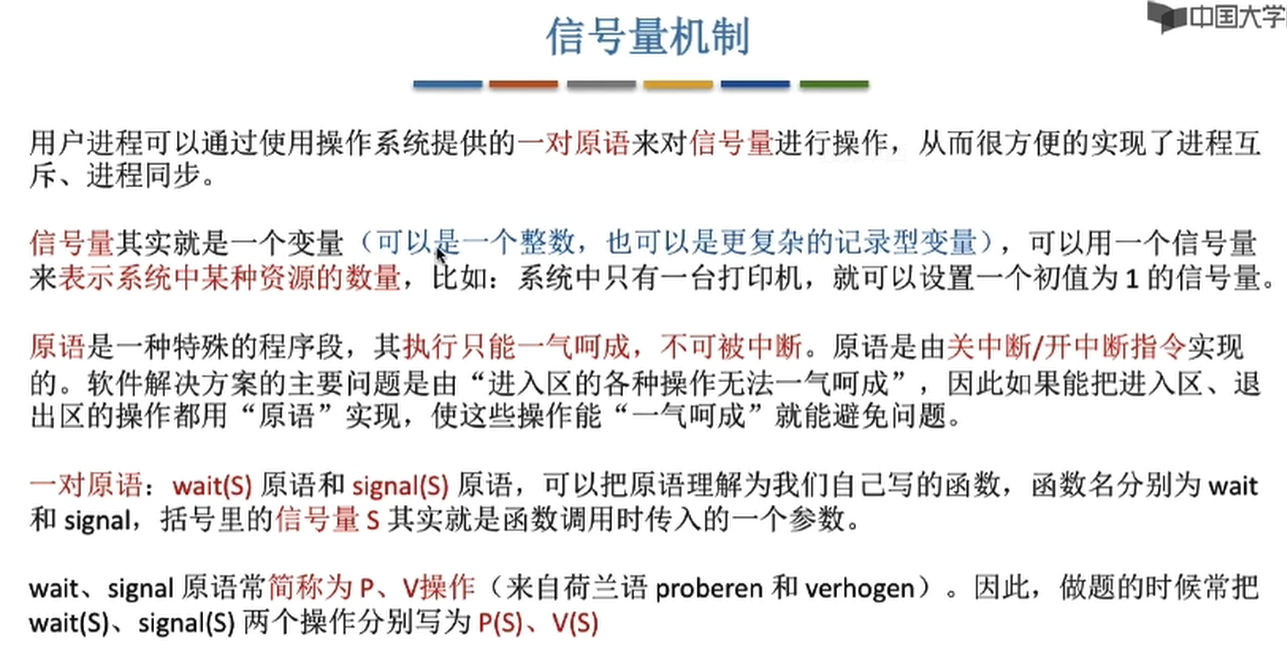 信号量机制
中国大学
用户进程可以通过使用操作系统提供的一对原语来对信号量进行操作，从而很方便的实现了进程互
斥、进程同步。
信号量其实就是一个变量（可以是一个整数，也可以是更复杂的记录型变量），可以用一个信号量
来表示系统中某种资源的数量，比如：系统中只有一台打印机，就可以设置一个初值为 1 的信号量。
原语是一种特殊的程序段，其执行只能一气呵成，不可被中断。原语是由关中断/开中断指令实现
的。软件解决方案的主要问题是由“进入区的各种操作无法一气呵成”，因此如果能把进入区、退
出区的操作都用“原语”实现，使这些操作能“一气呵成”就能避免问题。
一对原语：wait(S) 原语和 signal(S) 原语，可以把原语理解为我们自己写的函数，函数名分别为 wait
和 signal，括号里的信号量 S 其实就是函数调用时传入的一个参数。
wait、signal 原语常简称为 P、V操作（来自荷兰语 proberen 和 verhogen）。因此，做题的时候常把
wait(S)、signal(S) 两个操作分别写为 P(S)、V(S)